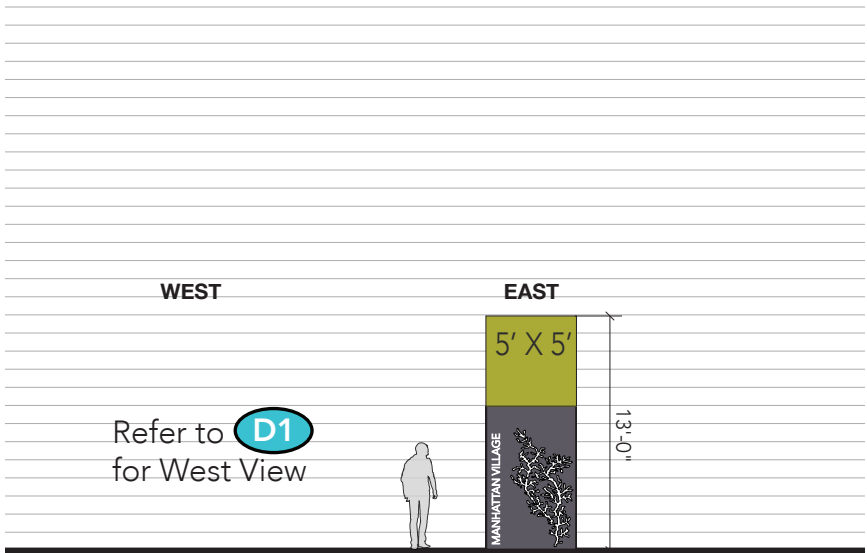 WEST
EAST
5' X 5'
13'-0"
Refer to D1
for West View
MANHATTAN VILLAGE